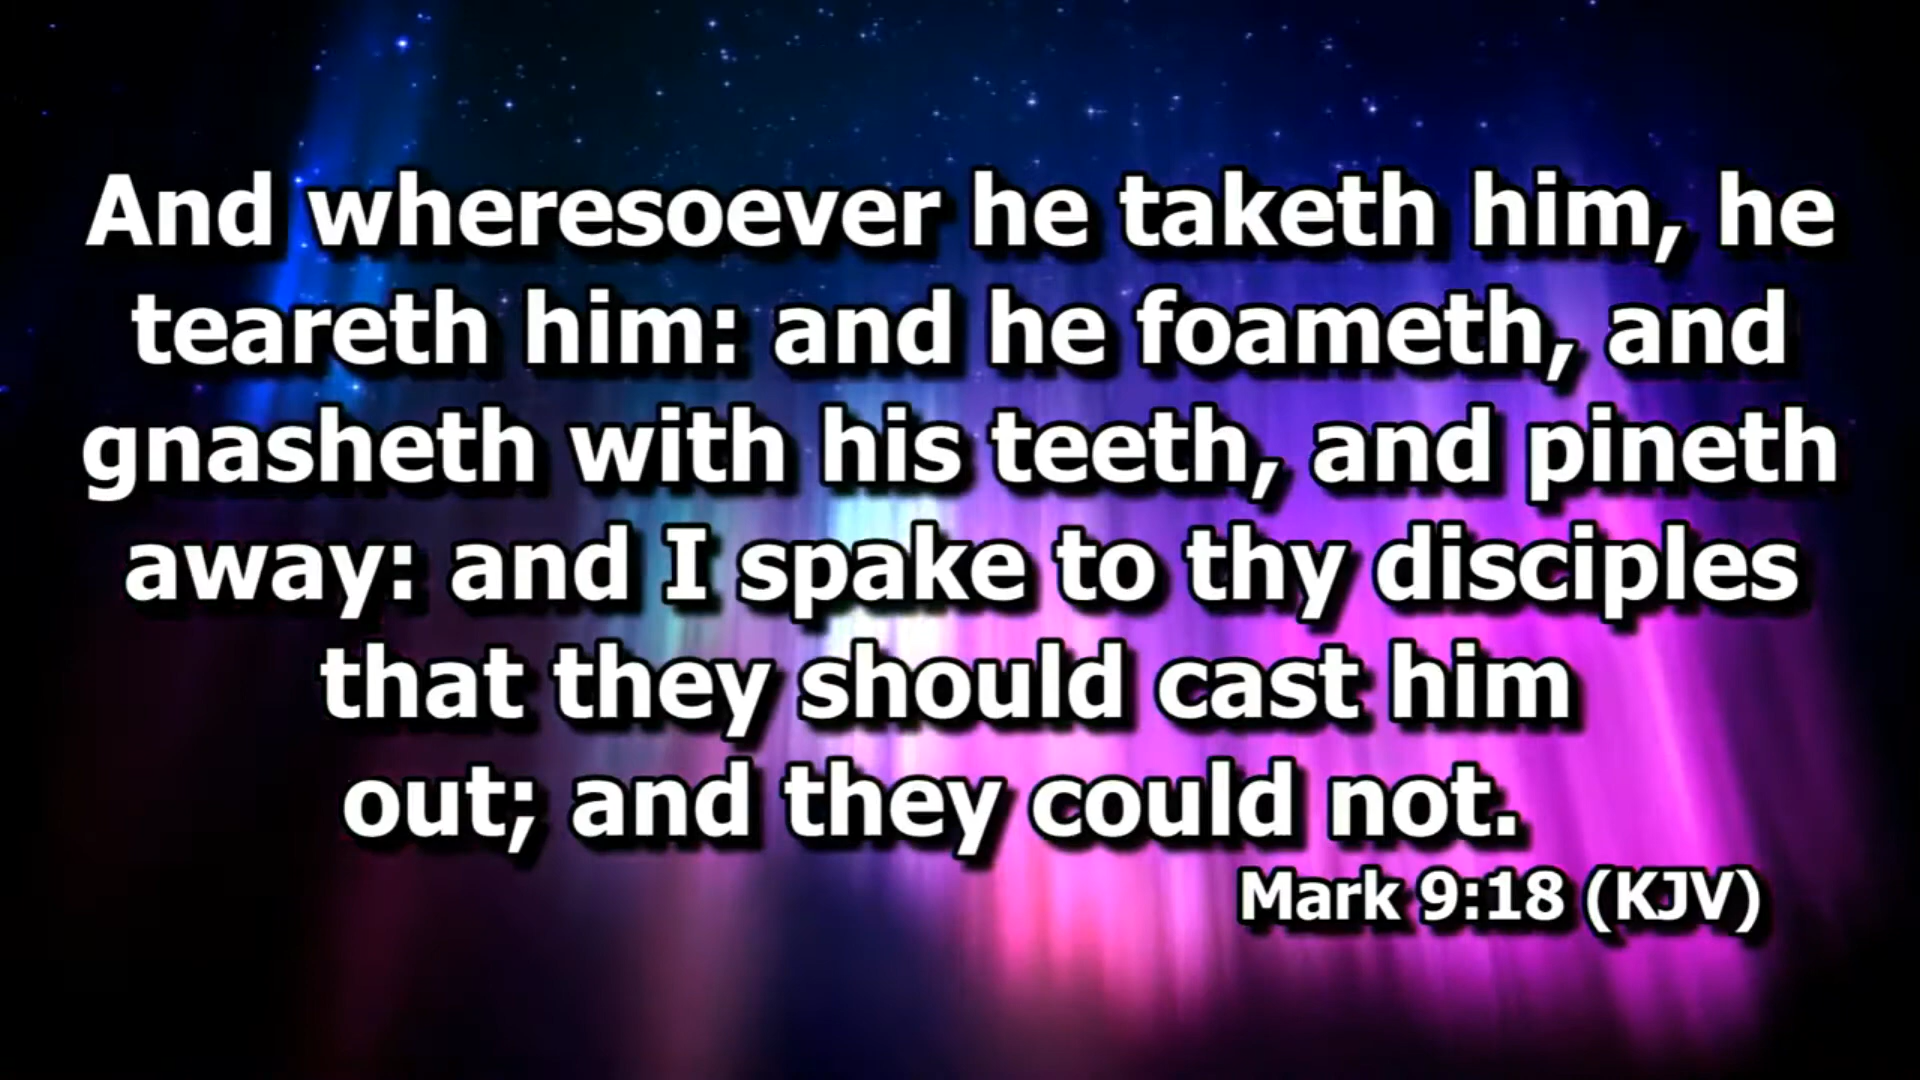 And wheresoever he taketh him, he
teareth him: and he foameth, and
gnasheth with his teeth, and pineth
away: and I spake to thy disciples
that they should cast him
out; and they could not.
Mark 9:18 (KJV)